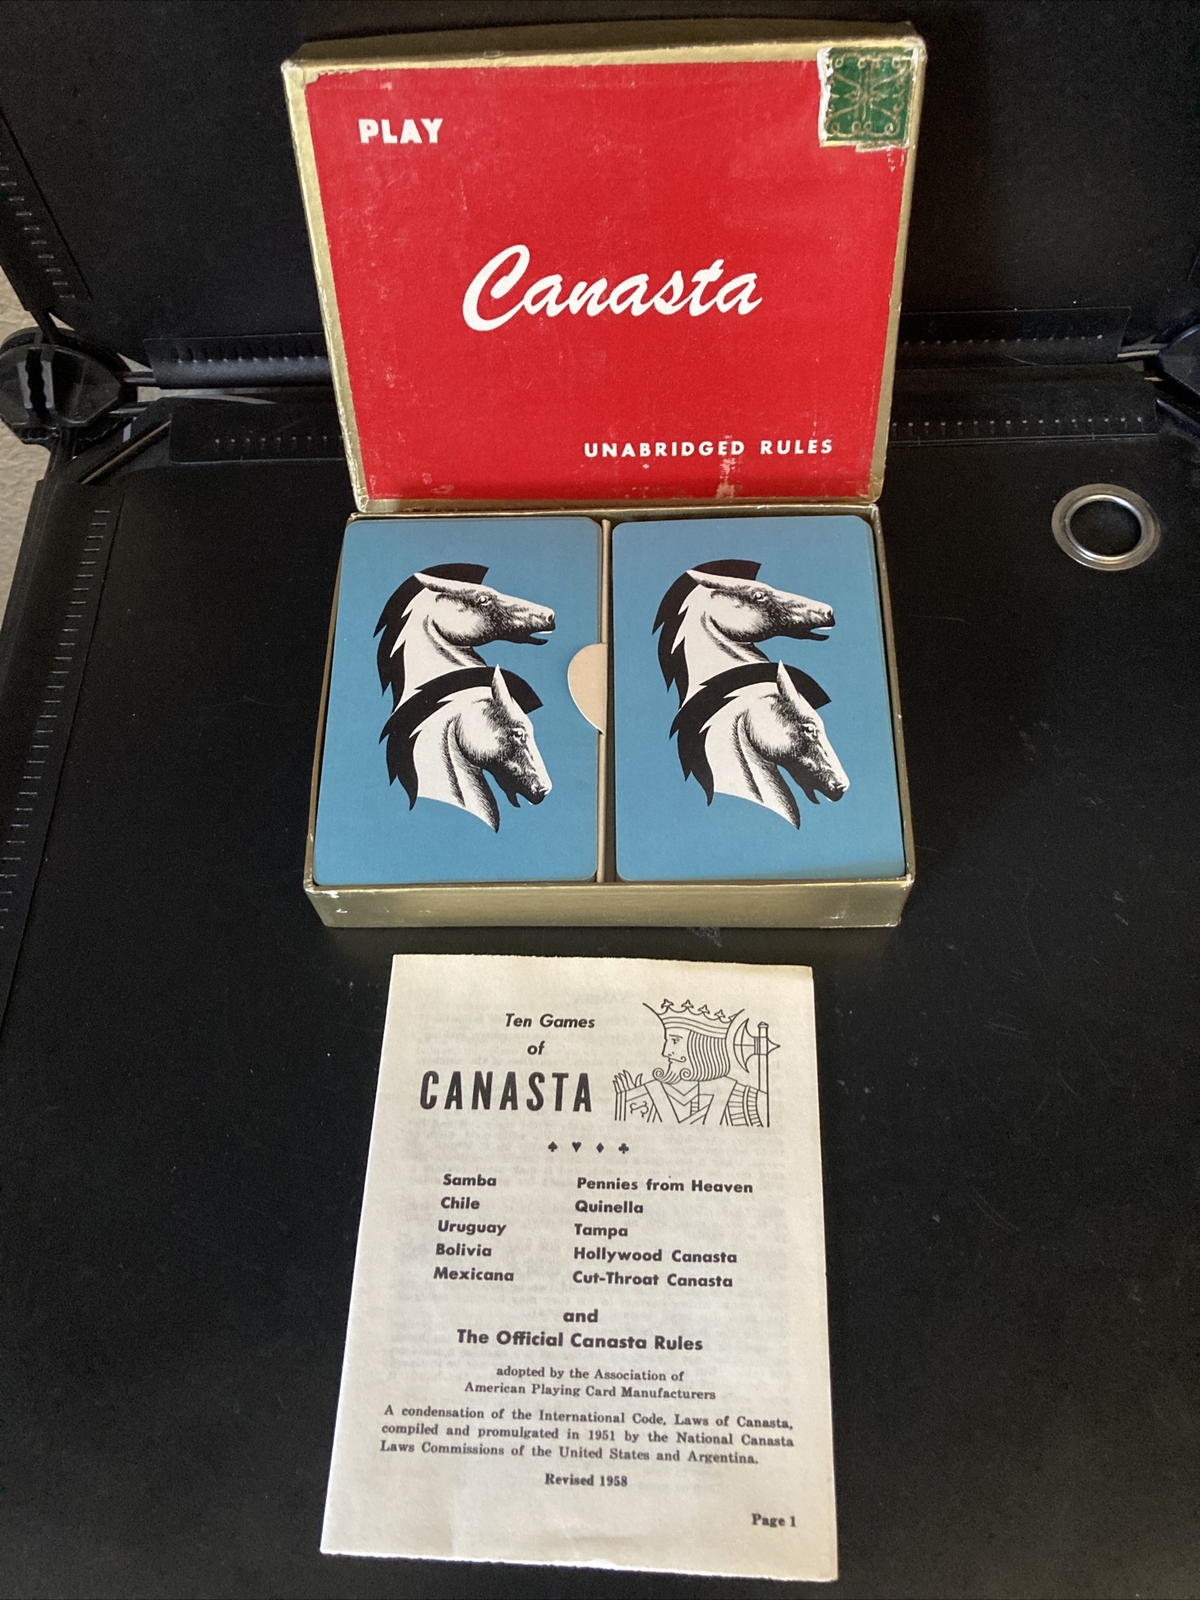 PLAY
Canasta
UNABRIDGED RULES
Ten Games
of
CANASTA
Samba Pennies from Heaven
Chile Quinella
Uruguay Tampa
Bolivia Hollywood Canasta
Mexicana Cut-Throat Canasta
and
The Official Canasta Rules
adopted by the Association of
American Playing Card Manufacturers
A condensation of the International Code, Laws of Canasta,
compiled and promulgated in 1951 by the National Canasta
Laws Commissions of the United States and Argentina.
Revised 1958
Page 1